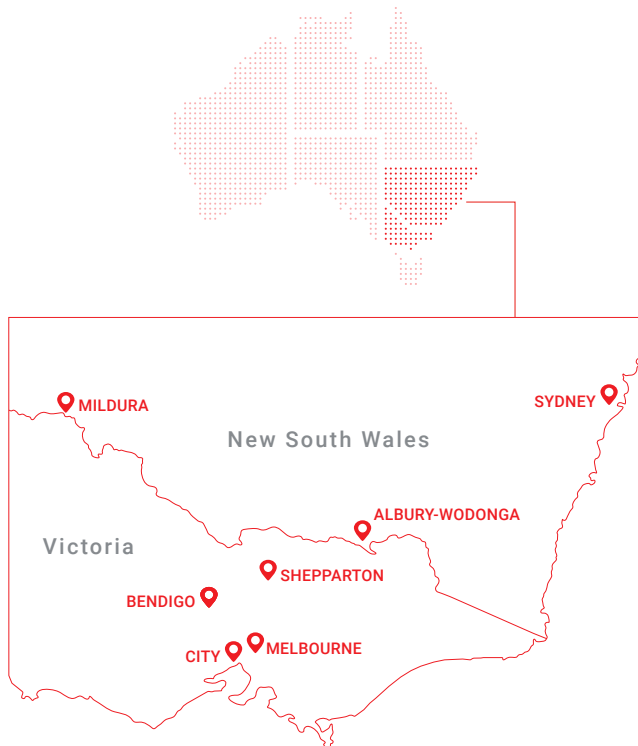 MILDURA
SYDNEY
New South Wales
ALBURY-WODONGA
Victoria
SHEPPARTON
BENDIGO
MELBOURNE
CITY